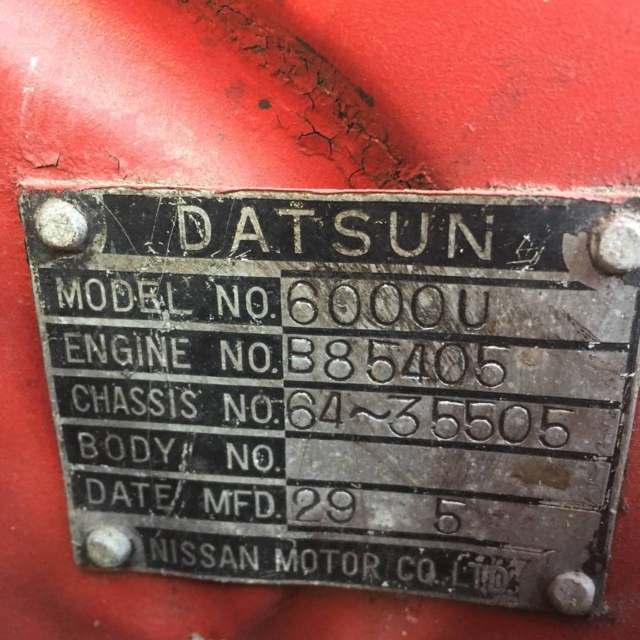 DATSUN
MODEL NO. 6000U
ENGINE NO. B85405
CHASSIS NO. 64~35505
BODY NO.
DATE MFD. 29 5
NISSAN MOTOR CO. LTD.